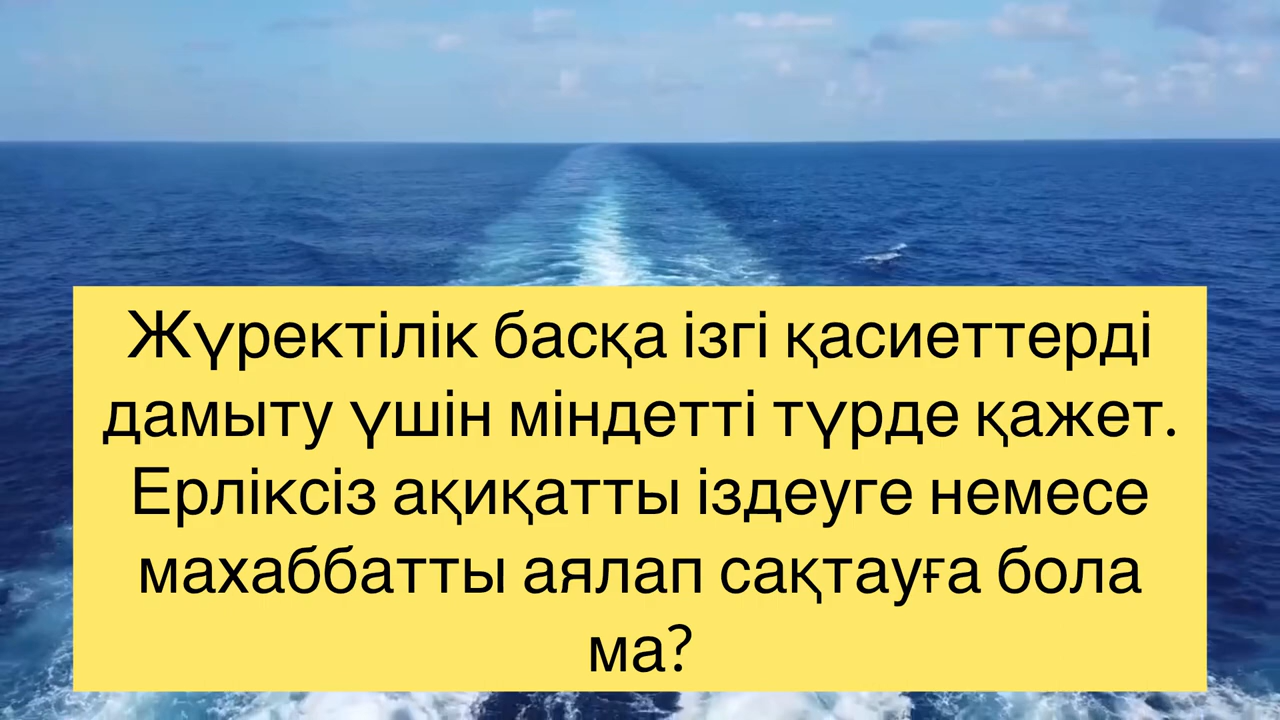 Жүректілік басқа ізгі қасиеттерді
дамыту үшін міндетті түрде қажет.
Ерліксіз ақиқатты іздеуге немесе
махаббатты аялап сақтауға бола
ма?